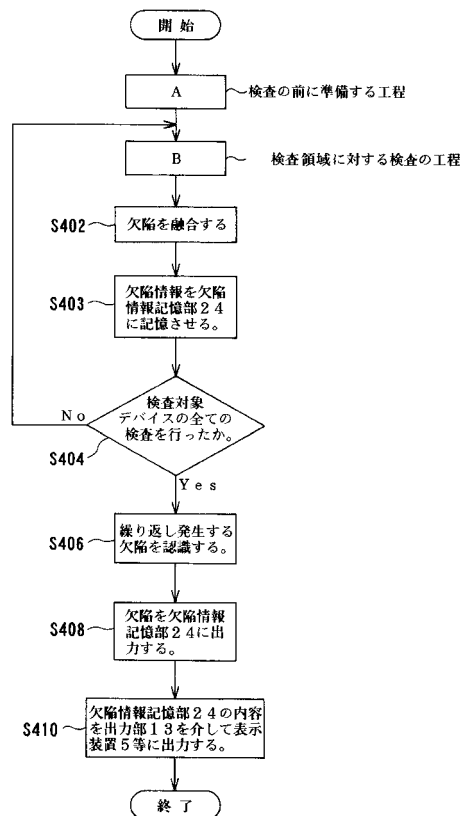 開 始
A
検査の前に準備する工程
B
検査領域に対する検査の工程
S402
欠陥を融合する
S403
欠陥情報を欠陥
情報記憶部２４
に記憶させる。
検査対象
デバイスの全ての
検査を行ったか。
Ｎｏ
S404
Ｙｅｓ
S406
繰り返し発生する
欠陥を認識する。
S408
欠陥を欠陥情報
記憶部２４に出
力する。
S410
欠陥情報記憶部２４の内容
を出力部１３を介して表示
装置５等に出力する。
終 了